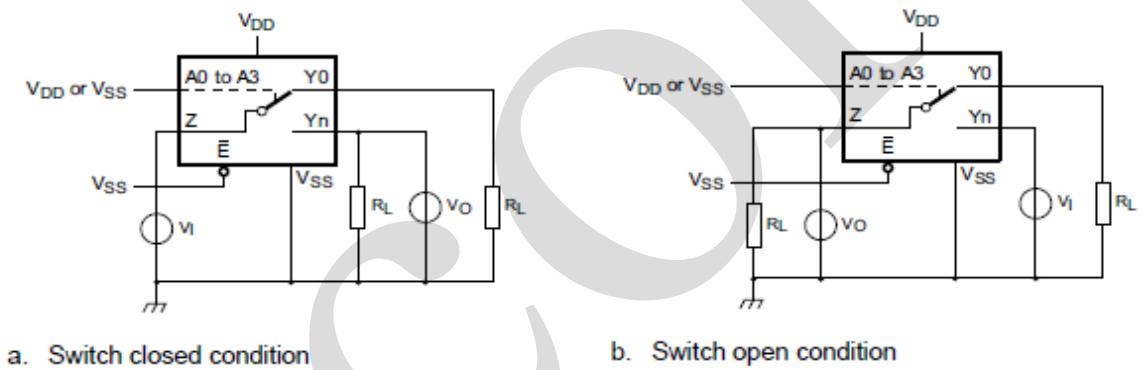 VDD
A0 to A3 Y0
VDD or VSS
Z Yn
E̅
VSS
VSS
RL
VO
RL
VI
a. Switch closed condition
VDD
A0 to A3 Y0
VDD or VSS
Z Yn
E̅
VSS
VSS
RL
VO
VI
RL
b. Switch open condition